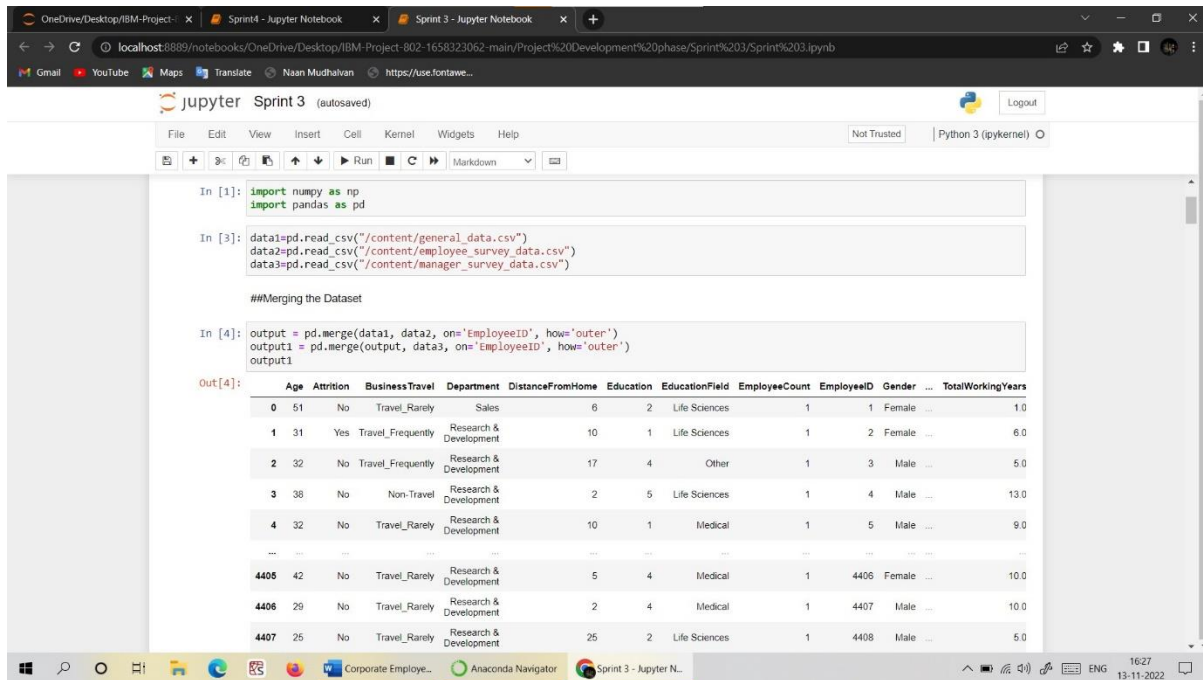 OneDrive/Desktop/IBM-Project-
Sprint4 - Jupyter Notebook
Sprint 3 - Jupyter Notebook
localhost:8889/notebooks/OneDrive/Desktop/IBM-Project-802-1658323062-main/Project%20Development%20phase/Sprint%203/Sprint%203.ipynb
Gmail YouTube Maps Translate Naan Mudhalvan https://use.fontawe...
jupyter Sprint 3 (autosaved) Logout
File Edit View Insert Cell Kernel Widgets Help Not Trusted Python 3 (ipykernel)
Run Markdown
In [1]: import numpy as np
import pandas as pd
In [3]: data1=pd.read_csv("/content/general_data.csv")
data2=pd.read_csv("/content/employee_survey_data.csv")
data3=pd.read_csv("/content/manager_survey_data.csv")
##Merging the Dataset
In [4]: output = pd.merge(data1, data2, on='EmployeeID', how='outer')
output1 = pd.merge(output, data3, on='EmployeeID', how='outer')
output1
Out[4]:
Age Attrition BusinessTravel Department DistanceFromHome Education EducationField EmployeeCount EmployeeID Gender ... TotalWorkingYears
0 51 No Travel_Rarely Sales 6 2 Life Sciences 1 1 Female ... 1.0
1 31 Yes Travel_Frequently Research & Development 10 1 Life Sciences 1 2 Female ... 6.0
2 32 No Travel_Frequently Research & Development 17 4 Other 1 3 Male ... 5.0
3 38 No Non-Travel Research & Development 2 5 Life Sciences 1 4 Male ... 13.0
4 32 No Travel_Rarely Research & Development 10 1 Medical 1 5 Male ... 9.0
... ... ... ... ... ... ... ... ... ... ... ... ...
4405 42 No Travel_Rarely Research & Development 5 4 Medical 1 4406 Female ... 10.0
4406 29 No Travel_Rarely Research & Development 2 4 Medical 1 4407 Male ... 10.0
4407 25 No Travel_Rarely Research & Development 25 2 Life Sciences 1 4408 Male ... 5.0
Corporate Employe... Anaconda Navigator Sprint 3 - Jupyter N... ENG 16:27
13-11-2022